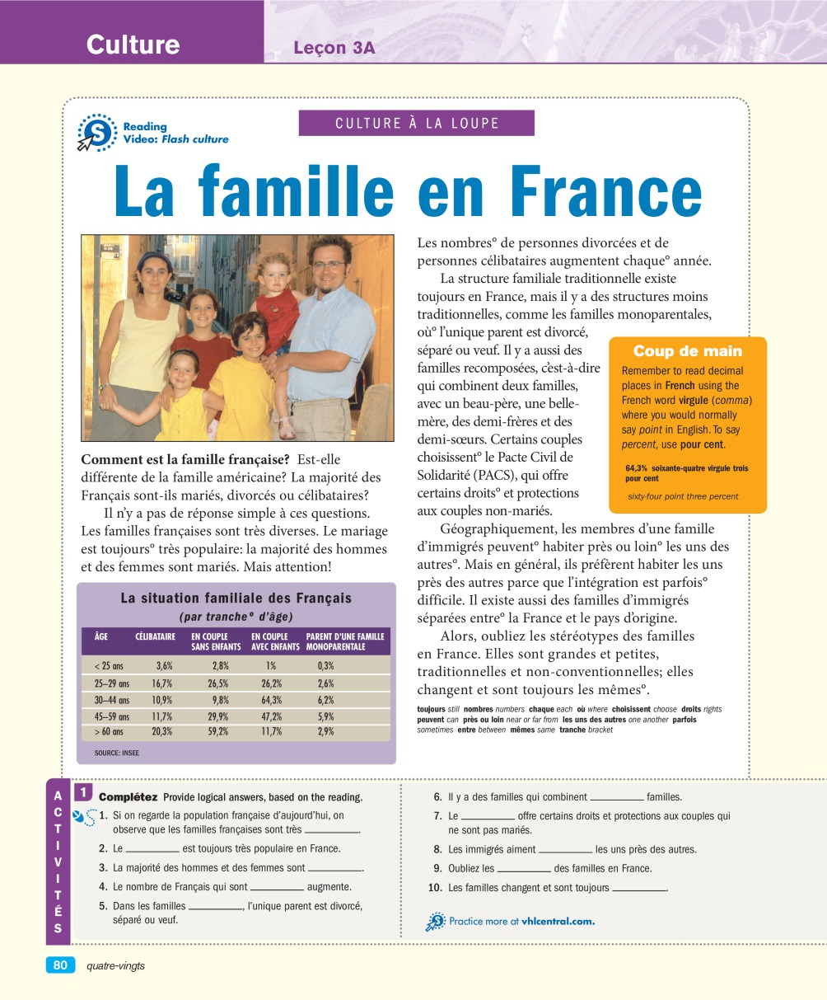 Culture
Leçon 3A
CULTURE À LA LOUPE
Reading
Video: Flash culture
La famille en France
Comment est la famille française? Est-elle
différente de la famille américaine? La majorité des
Français sont-ils mariés, divorcés ou célibataires?
Il n'y a pas de réponse simple à ces questions.
Les familles françaises sont très diverses. Le mariage
est toujours° très populaire: la majorité des hommes
et des femmes sont mariés. Mais attention!
La situation familiale des Français
(par tranche° d'âge)
ÂGE CÉLIBATAIRE EN COUPLE SANS ENFANTS EN COUPLE AVEC ENFANTS PARENT D'UNE FAMILLE MONOPARENTALE
< 25 ans 3,6% 2,8% 1% 0,3%
25–29 ans 16,7% 26,5% 26,2% 2,6%
30–44 ans 10,9% 9,8% 64,3% 6,2%
45–59 ans 11,7% 29,9% 47,2% 5,9%
> 60 ans 20,3% 59,2% 11,7% 2,9%
SOURCE: INSEE
Les nombres° de personnes divorcées et de
personnes célibataires augmentent chaque° année.
La structure familiale traditionnelle existe
toujours en France, mais il y a des structures moins
traditionnelles, comme les familles monoparentales,
où° l'unique parent est divorcé,
séparé ou veuf. Il y a aussi des
familles recomposées, c'est-à-dire
qui combinent deux familles,
avec un beau-père, une belle-
mère, des demi-frères et des
demi-sœurs. Certains couples
choisissent° le Pacte Civil de
Solidarité (PACS), qui offre
certains droits° et protections
aux couples non-mariés.
Géographiquement, les membres d'une famille
d'immigrés peuvent° habiter près ou loin° les uns des
autres°. Mais en général, ils préfèrent habiter les uns
près des autres parce que l'intégration est parfois°
difficile. Il existe aussi des familles d'immigrés
séparées entre° la France et le pays d'origine.
Alors, oubliez les stéréotypes des familles
en France. Elles sont grandes et petites,
traditionnelles et non-conventionnelles; elles
changent et sont toujours les mêmes°.
toujours still nombres numbers chaque each où where choisissent choose droits rights
peuvent can près ou loin near or far from les uns des autres one another parfois
sometimes entre between mêmes same tranche bracket
Coup de main
Remember to read decimal
places in French using the
French word virgule (comma)
where you would normally
say point in English. To say
percent, use pour cent.
64,3% soixante-quatre virgule trois
pour cent
sixty-four point three percent
ACTIVITÉS
1 Complétez Provide logical answers, based on the reading.
1. Si on regarde la population française d'aujourd'hui, on
observe que les familles françaises sont très __________.
2. Le __________ est toujours très populaire en France.
3. La majorité des hommes et des femmes sont __________.
4. Le nombre de Français qui sont __________ augmente.
5. Dans les familles __________, l'unique parent est divorcé,
séparé ou veuf.
6. Il y a des familles qui combinent __________ familles.
7. Le __________ offre certains droits et protections aux couples qui
ne sont pas mariés.
8. Les immigrés aiment __________ les uns près des autres.
9. Oubliez les __________ des familles en France.
10. Les familles changent et sont toujours __________.
Practice more at vhlcentral.com.
80 quatre-vingts